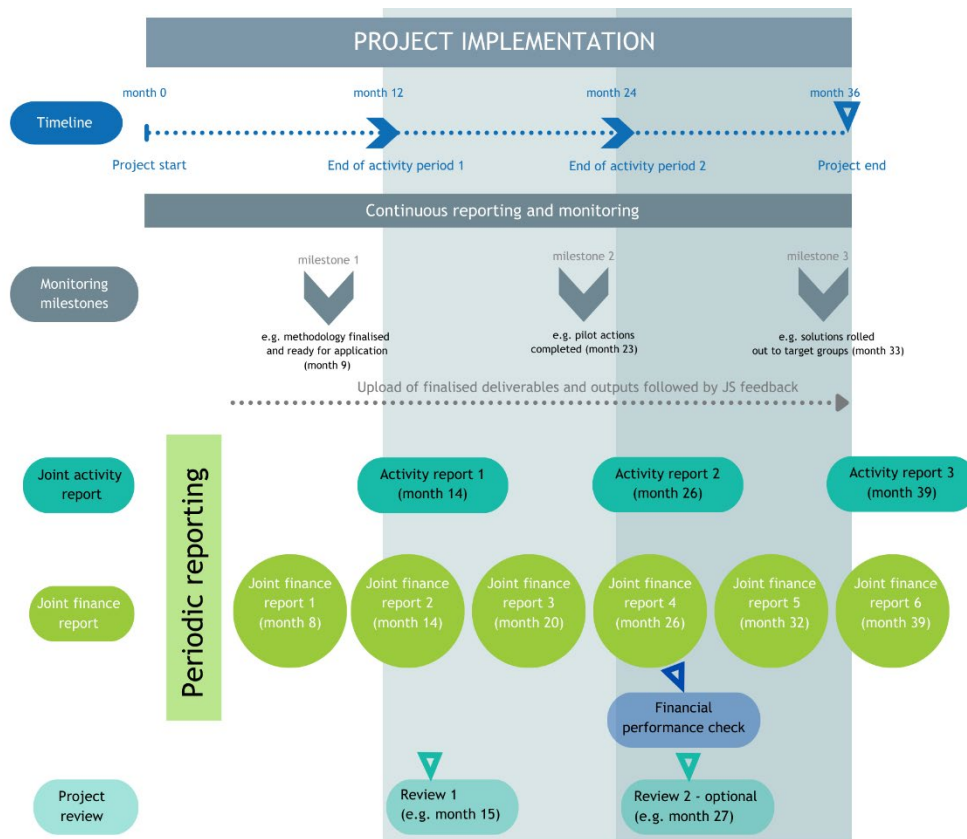 PROJECT IMPLEMENTATION
month 0
month 12
month 24
month 36
Timeline
Project start
End of activity period 1
End of activity period 2
Project end
Continuous reporting and monitoring
Monitoring
milestones
milestone 1
e.g. methodology finalised
and ready for application
(month 9)
milestone 2
e.g. pilot actions
completed (month 23)
milestone 3
e.g. solutions rolled
out to target groups (month 33)
Upload of finalised deliverables and outputs followed by JS feedback
Periodic reporting
Joint activity
report
Activity report 1
(month 14)
Activity report 2
(month 26)
Activity report 3
(month 39)
Joint finance
report
Joint finance
report 1
(month 8)
Joint finance
report 2
(month 14)
Joint finance
report 3
(month 20)
Joint finance
report 4
(month 26)
Joint finance
report 5
(month 32)
Joint finance
report 6
(month 39)
Financial
performance check
Project
review
Review 1
(e.g. month 15)
Review 2 - optional
(e.g. month 27)